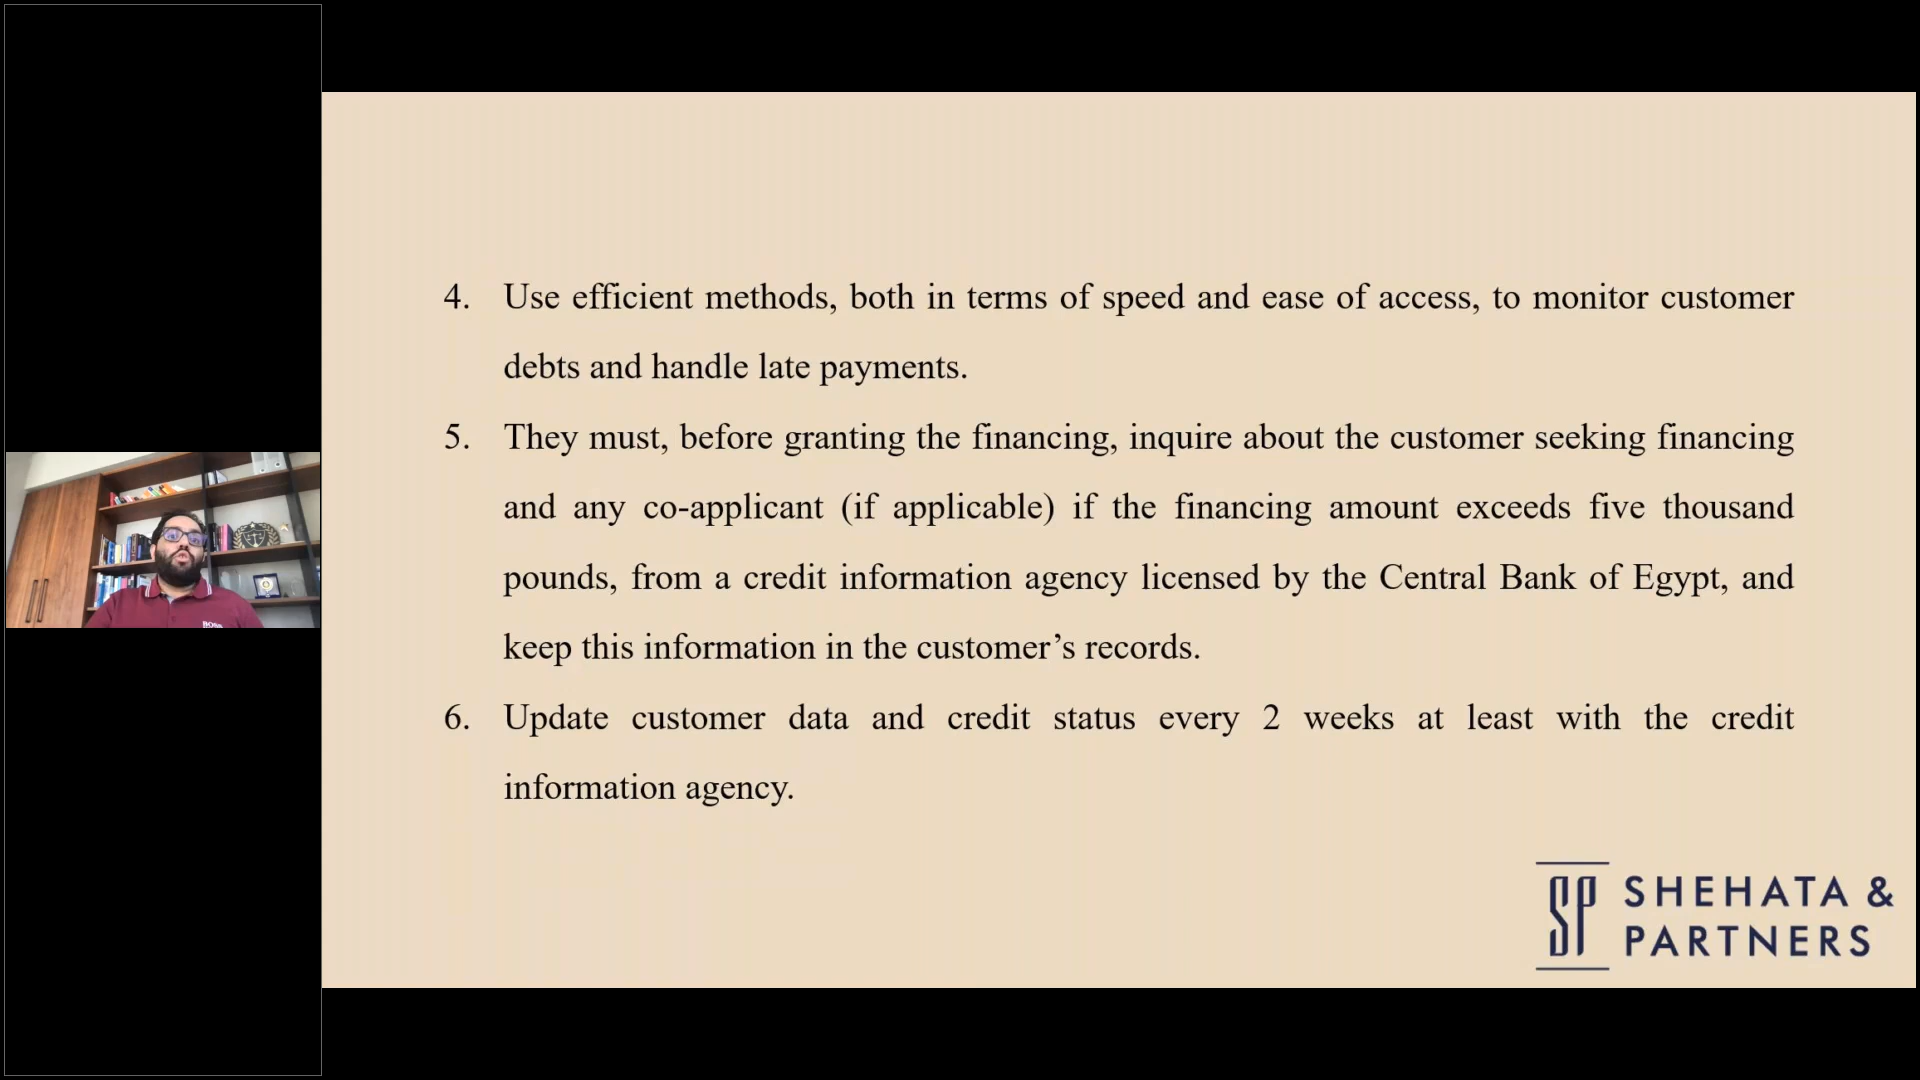 4. Use efficient methods, both in terms of speed and ease of access, to monitor customer
debts and handle late payments.
5. They must, before granting the financing, inquire about the customer seeking financing
and any co-applicant (if applicable) if the financing amount exceeds five thousand
pounds, from a credit information agency licensed by the Central Bank of Egypt, and
keep this information in the customer’s records.
6. Update customer data and credit status every 2 weeks at least with the credit
information agency.
BOSS
SP
SHEHATA &
PARTNERS